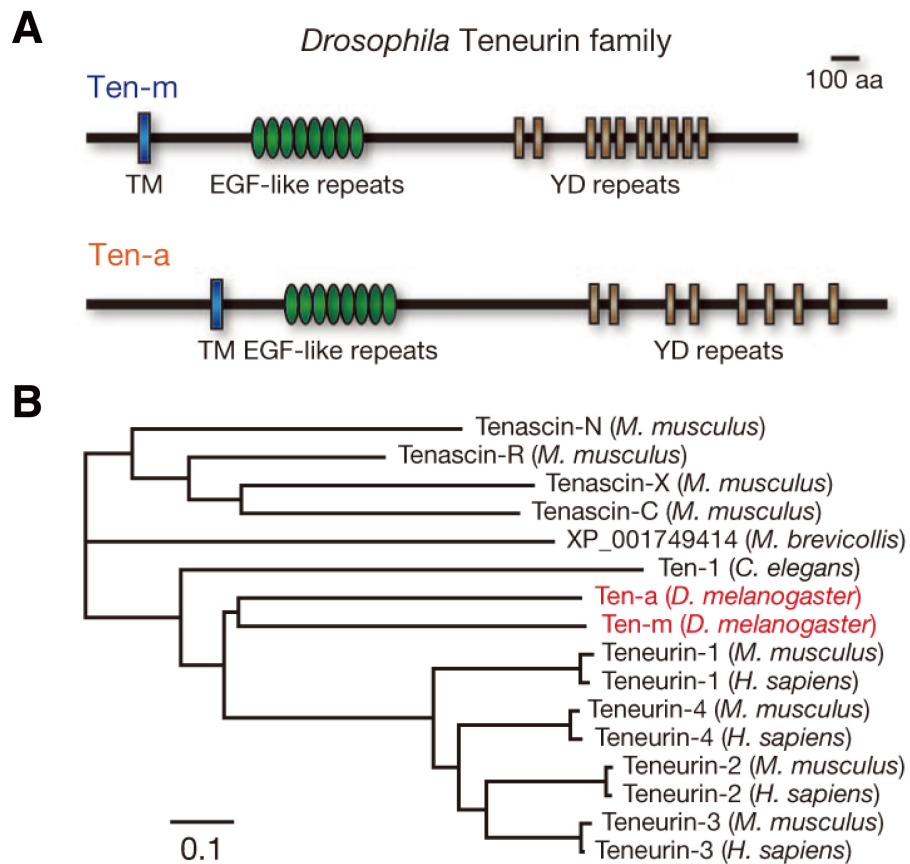 A
Drosophila Teneurin family
100 aa
Ten-m
TM EGF-like repeats YD repeats
Ten-a
TM EGF-like repeats YD repeats
B
Tenascin-N (M. musculus)
Tenascin-R (M. musculus)
Tenascin-X (M. musculus)
Tenascin-C (M. musculus)
XP_001749414 (M. brevicollis)
Ten-1 (C. elegans)
Ten-a (D. melanogaster)
Ten-m (D. melanogaster)
Teneurin-1 (M. musculus)
Teneurin-1 (H. sapiens)
Teneurin-4 (M. musculus)
Teneurin-4 (H. sapiens)
Teneurin-2 (M. musculus)
Teneurin-2 (H. sapiens)
Teneurin-3 (M. musculus)
Teneurin-3 (H. sapiens)
0.1